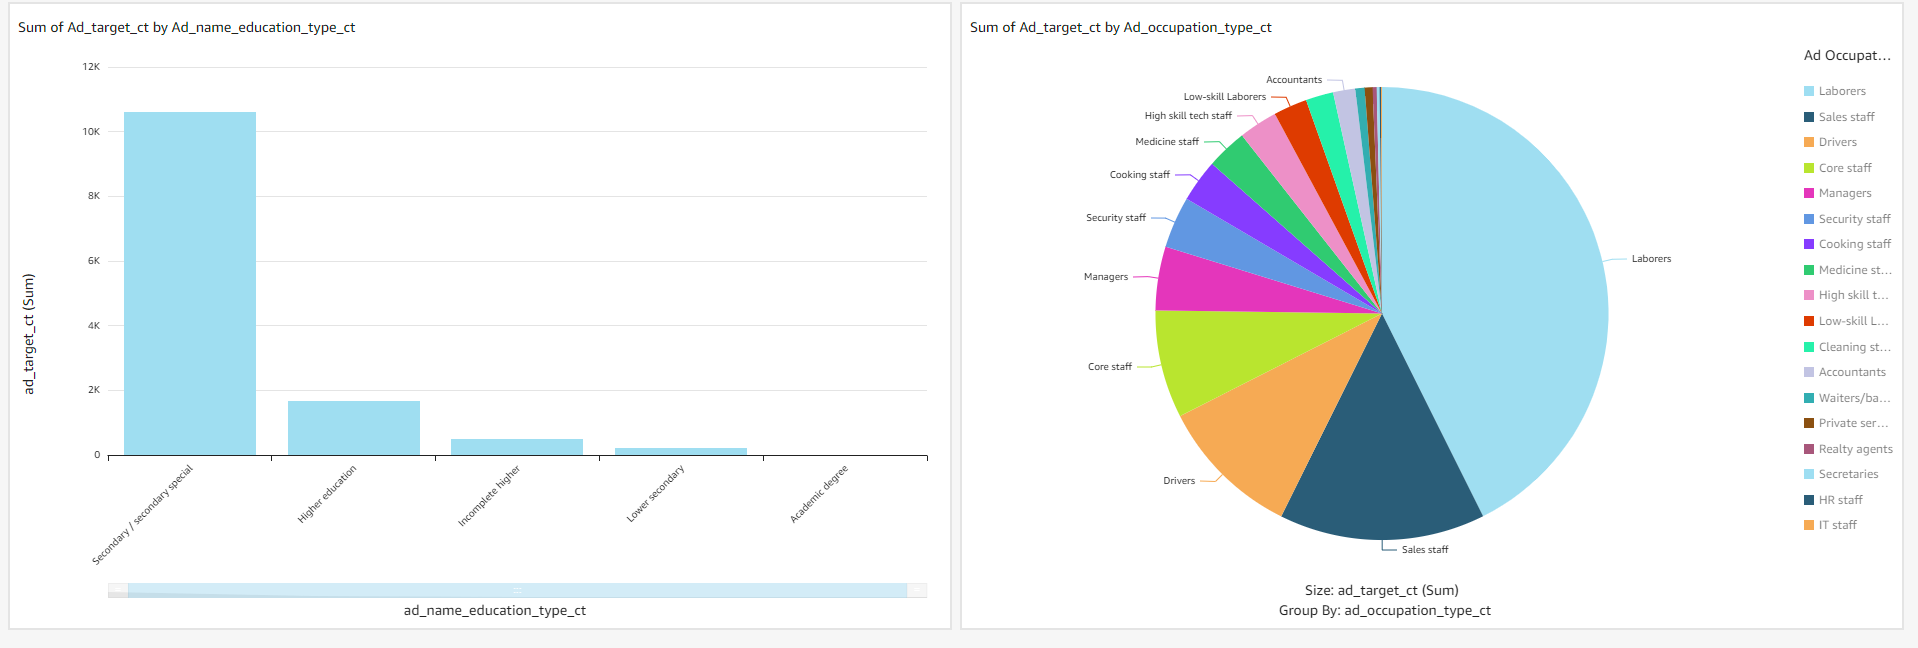 Sum of Ad_target_ct by Ad_name_education_type_ct
12K
10K
8K
6K
4K
2K
0
ad_target_ct (Sum)
Secondary / secondary special
Higher education
Incomplete higher
Lower secondary
Academic degree
ad_name_education_type_ct
Sum of Ad_target_ct by Ad_occupation_type_ct
Accountants
Low-skill Laborers
High skill tech staff
Medicine staff
Cooking staff
Security staff
Managers
Core staff
Drivers
Sales staff
Laborers
Size: ad_target_ct (Sum)
Group By: ad_occupation_type_ct
Ad Occupat...
Laborers
Sales staff
Drivers
Core staff
Managers
Security staff
Cooking staff
Medicine st...
High skill t...
Low-skill L...
Cleaning st...
Accountants
Waiters/ba...
Private ser...
Realty agents
Secretaries
HR staff
IT staff